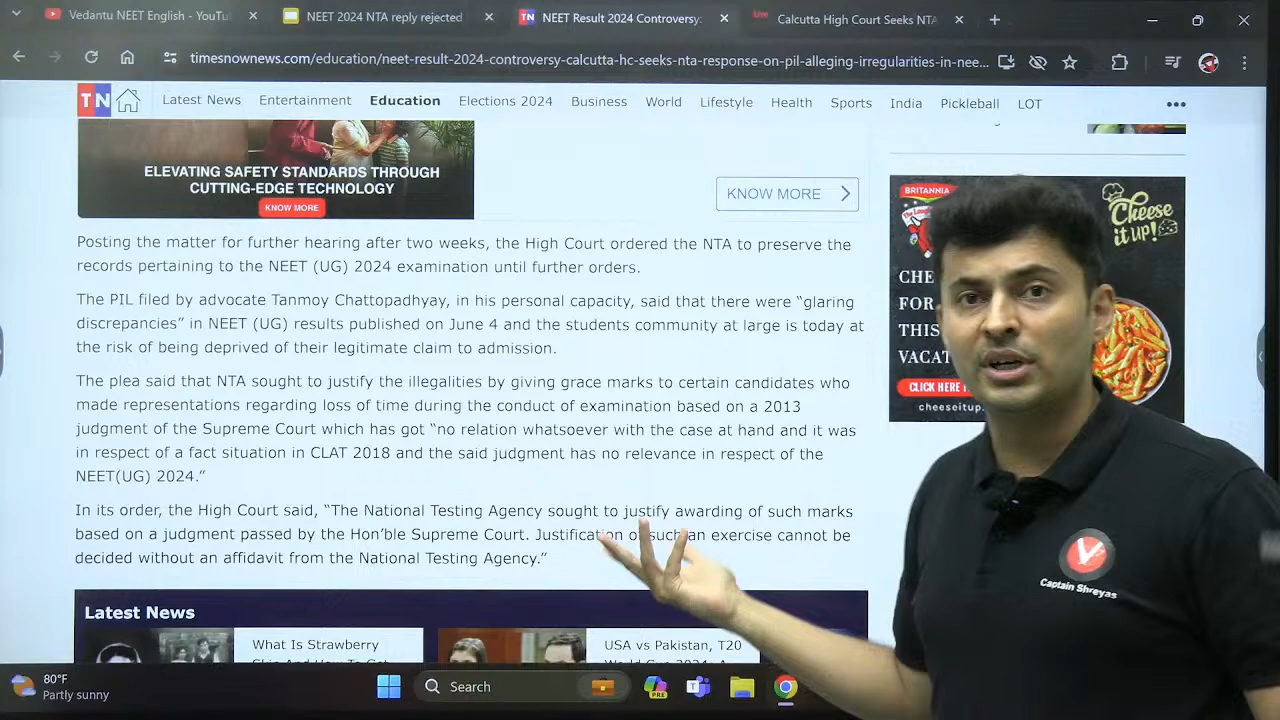 Vedantu NEET English - YouTu
NEET 2024 NTA reply rejected
TN NEET Result 2024 Controversy:
Live Calcutta High Court Seeks NTA
timesnownews.com/education/neet-result-2024-controversy-calcutta-hc-seeks-nta-response-on-pil-alleging-irregularities-in-nee...
TN Latest News Entertainment Education Elections 2024 Business World Lifestyle Health Sports India Pickleball LOT
ELEVATING SAFETY STANDARDS THROUGH
CUTTING-EDGE TECHNOLOGY
KNOW MORE
KNOW MORE
Posting the matter for further hearing after two weeks, the High Court ordered the NTA to preserve the
records pertaining to the NEET (UG) 2024 examination until further orders.
The PIL filed by advocate Tanmoy Chattopadhyay, in his personal capacity, said that there were “glaring
discrepancies” in NEET (UG) results published on June 4 and the students community at large is today at
the risk of being deprived of their legitimate claim to admission.
The plea said that NTA sought to justify the illegalities by giving grace marks to certain candidates who
made representations regarding loss of time during the conduct of examination based on a 2013
judgment of the Supreme Court which has got “no relation whatsoever with the case at hand and it was
in respect of a fact situation in CLAT 2018 and the said judgment has no relevance in respect of the
NEET(UG) 2024.”
In its order, the High Court said, “The National Testing Agency sought to justify awarding of such marks
based on a judgment passed by the Hon’ble Supreme Court. Justification of such an exercise cannot be
decided without an affidavit from the National Testing Agency.”
BRITANNIA
Cheese
it up!
CHE
FOR
THIS
VACAT
CLICK HERE
cheeseitup.
V
Captain Shreyas
Latest News
What Is Strawberry
USA vs Pakistan, T20
80°F
Partly sunny
Search
PRE